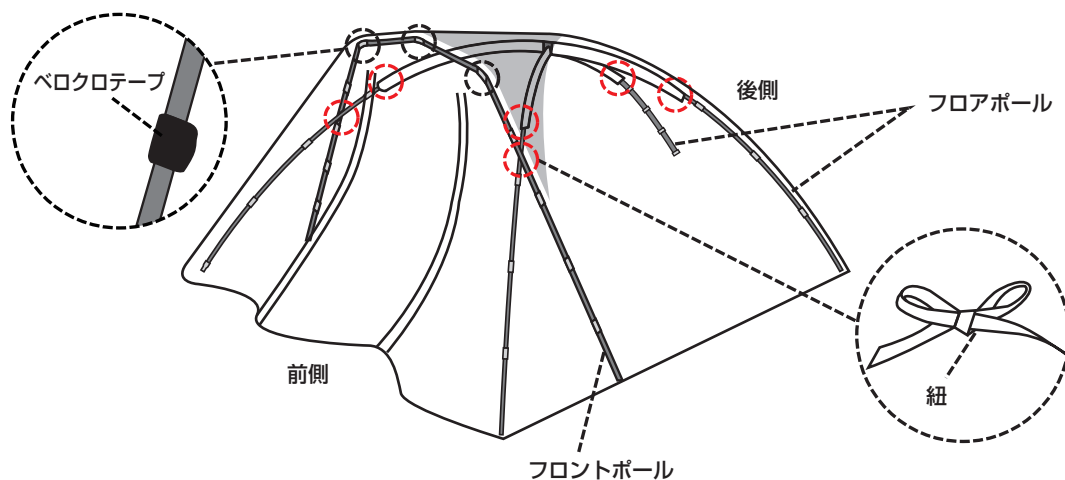 ベロクロテープ
後側
フロアポール
前側
紐
フロントポール